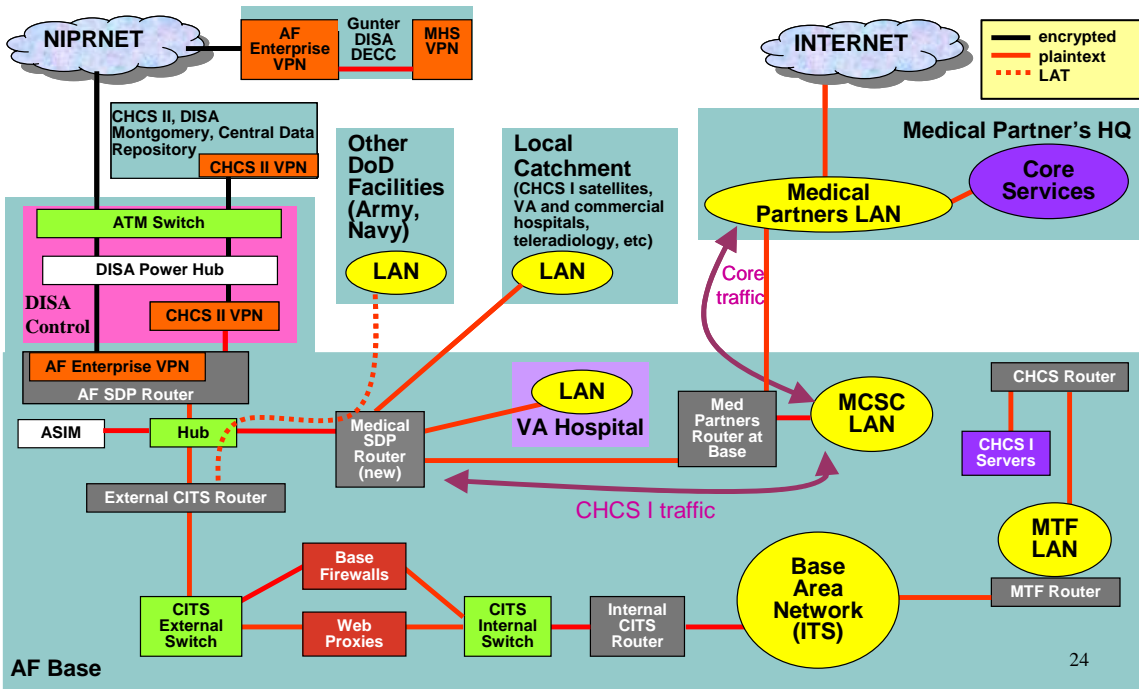 NIPRNET
AF
Enterprise
VPN
Gunter
DISA
DECC
MHS
VPN
INTERNET
encrypted
plaintext
LAT
CHCS II, DISA
Montgomery, Central Data
Repository
CHCS II VPN
Other
DoD
Facilities
(Army,
Navy)
LAN
Local
Catchment
(CHCS I satellites,
VA and commercial
hospitals,
teleradiology, etc)
LAN
Medical Partner's HQ
Core
Services
Medical
Partners LAN
ATM Switch
DISA Power Hub
DISA
Control
CHCS II VPN
Core
traffic
AF Enterprise VPN
AF SDP Router
ASIM
Hub
Medical
SDP
Router
(new)
LAN
VA Hospital
Med
Partners
Router at
Base
MCSC
LAN
CHCS Router
CHCS I
Servers
External CITS Router
CHCS I traffic
MTF
LAN
MTF Router
Base
Firewalls
Web
Proxies
CITS
External
Switch
CITS
Internal
Switch
Internal
CITS
Router
Base
Area
Network
(ITS)
AF Base
24